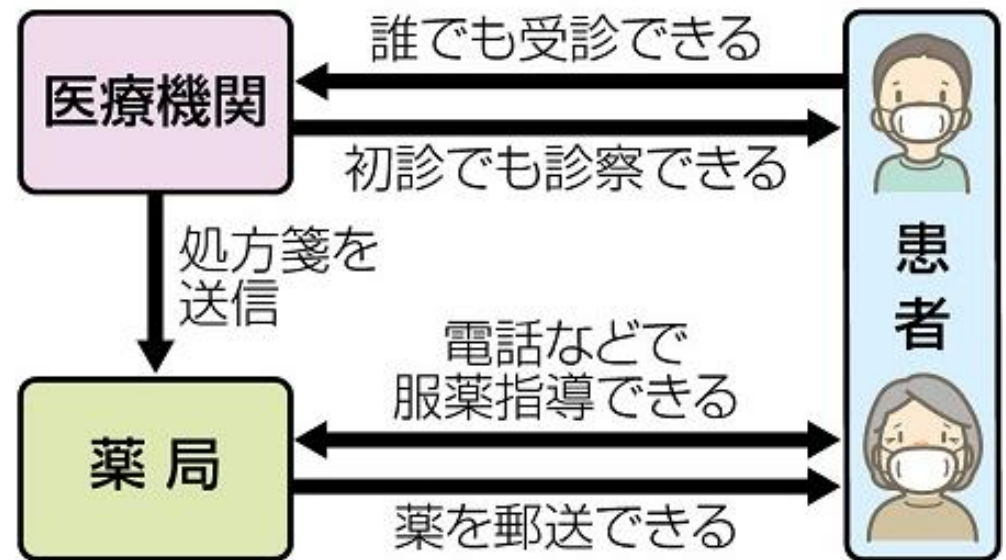 誰でも受診できる
医療機関
初診でも診察できる
処方箋を
送信
患者
電話などで
服薬指導できる
薬局
薬を郵送できる